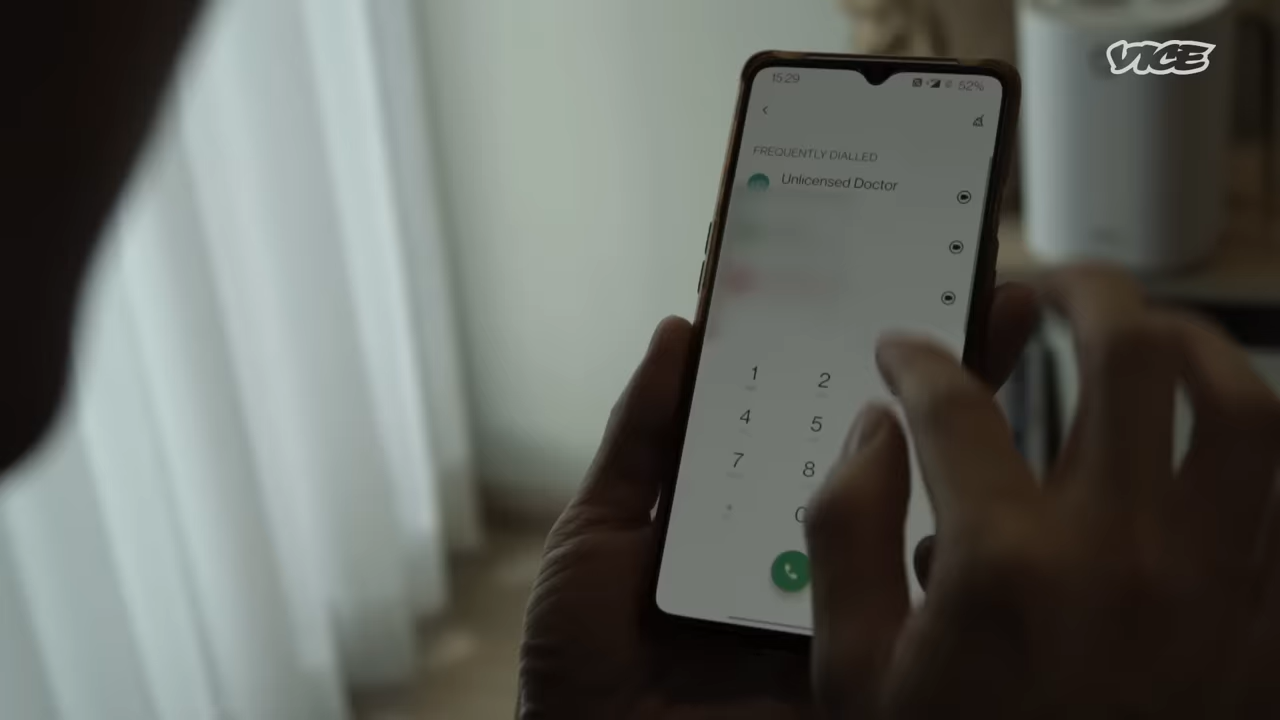 VICE
15:29
52%
FREQUENTLY DIALLED
Unlicensed Doctor
1 2
4 5
7 8
* 0